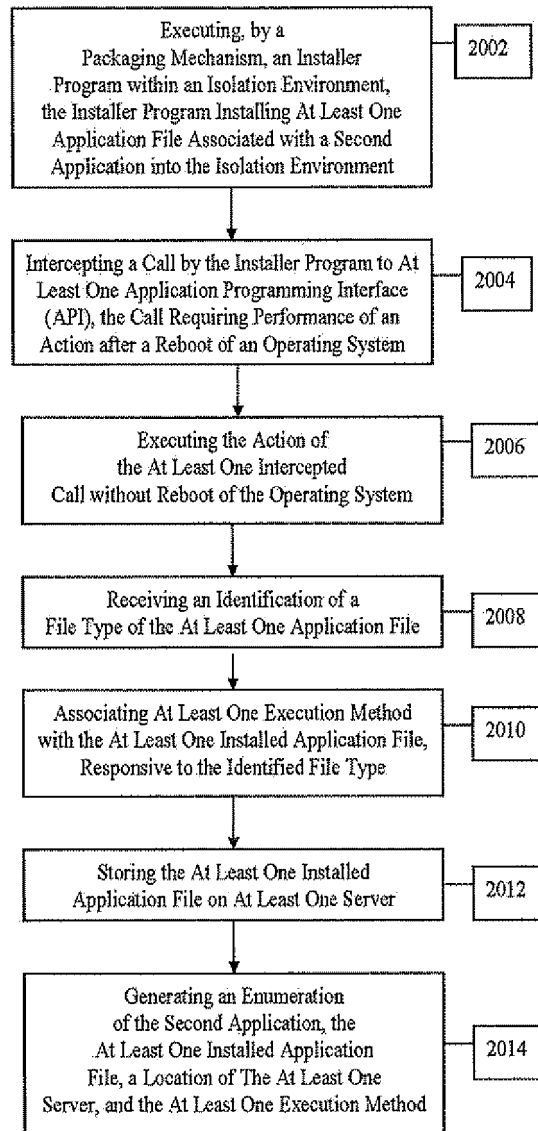 Executing, by a
Packaging Mechanism, an Installer
Program within an Isolation Environment,
the Installer Program Installing At Least One
Application File Associated with a Second
Application into the Isolation Environment
2002
Intercepting a Call by the Installer Program to At
Least One Application Programming Interface
(API), the Call Requiring Performance of an
Action after a Reboot of an Operating System
2004
Executing the Action of
the At Least One Intercepted
Call without Reboot of the Operating System
2006
Receiving an Identification of a
File Type of the At Least One Application File
2008
Associating At Least One Execution Method
with the At Least One Installed Application File,
Responsive to the Identified File Type
2010
Storing the At Least One Installed
Application File on At Least One Server
2012
Generating an Enumeration
of the Second Application, the
At Least One Installed Application
File, a Location of The At Least One
Server, and the At Least One Execution Method
2014